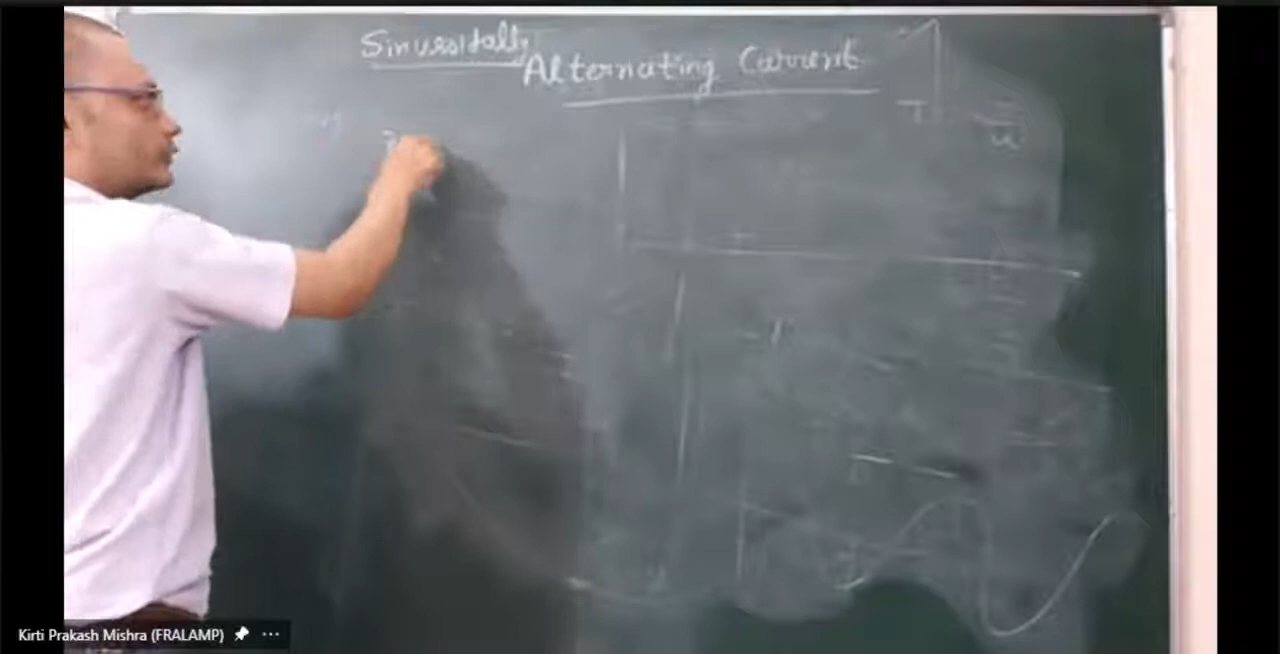 Sinusoidally
Alternating Current
Kirti Prakash Mishra (FRALAMP)